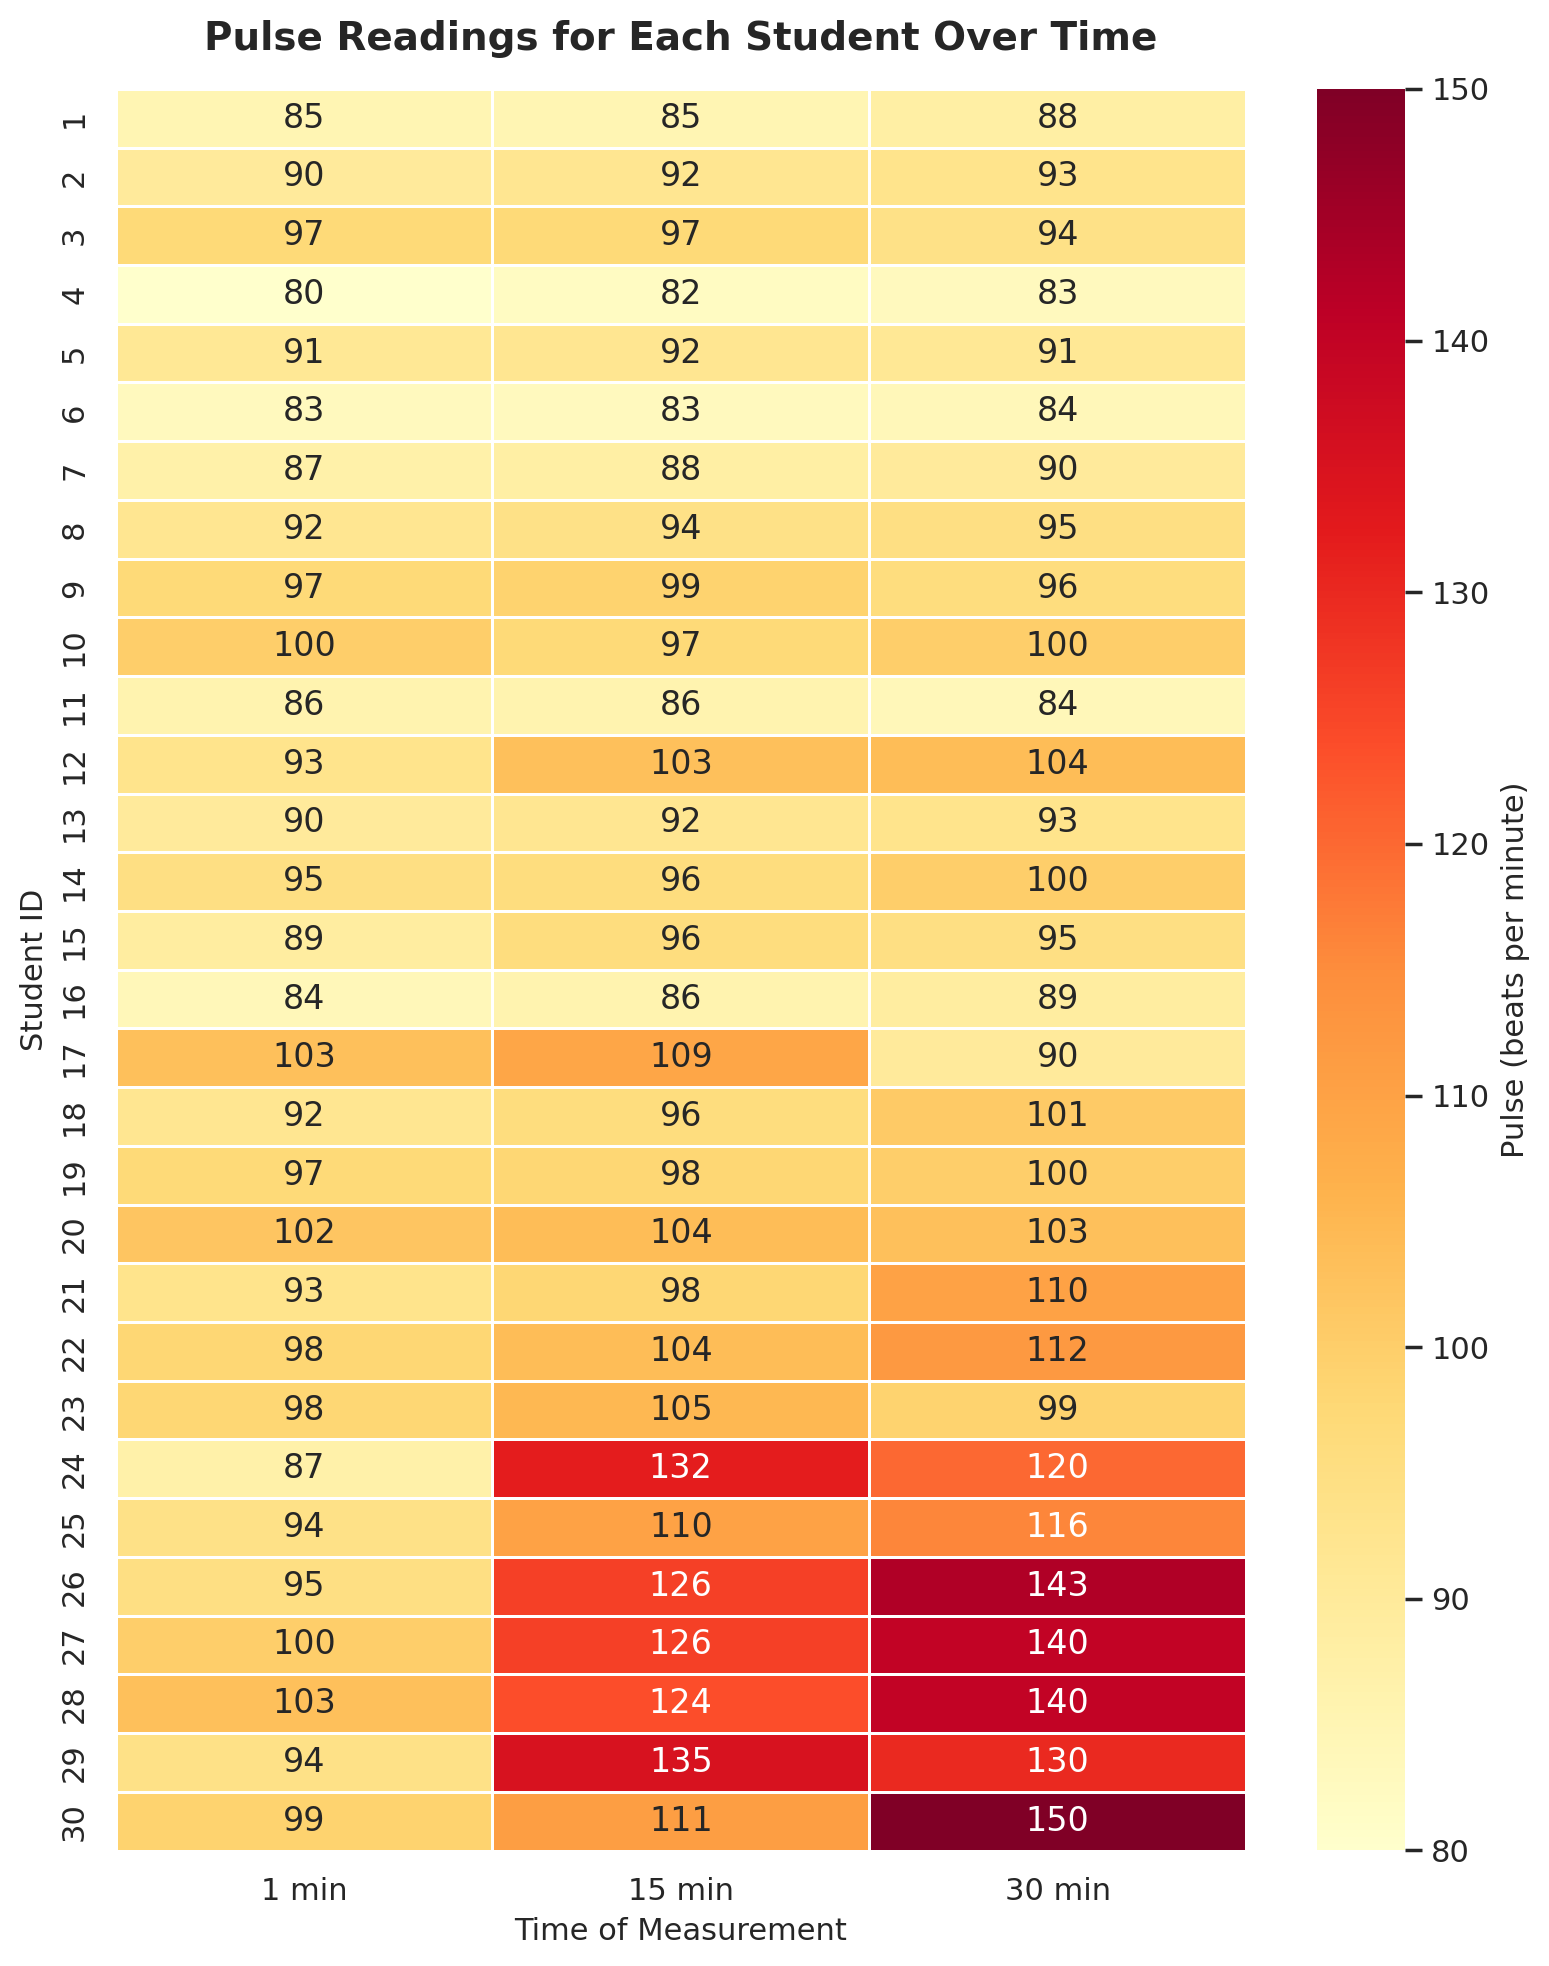 Pulse Readings for Each Student Over Time
1 85 85 88
2 90 92 93
3 97 97 94
4 80 82 83
5 91 92 91
6 83 83 84
7 87 88 90
8 92 94 95
9 97 99 96
10 100 97 100
11 86 86 84
12 93 103 104
13 90 92 93
14 95 96 100
15 89 96 95
16 84 86 89
17 103 109 90
18 92 96 101
19 97 98 100
20 102 104 103
21 93 98 110
22 98 104 112
23 98 105 99
24 87 132 120
25 94 110 116
26 95 126 143
27 100 126 140
28 103 124 140
29 94 135 130
30 99 111 150
1 min 15 min 30 min
Time of Measurement
Student ID
150
140
130
120
110
100
90
80
Pulse (beats per minute)